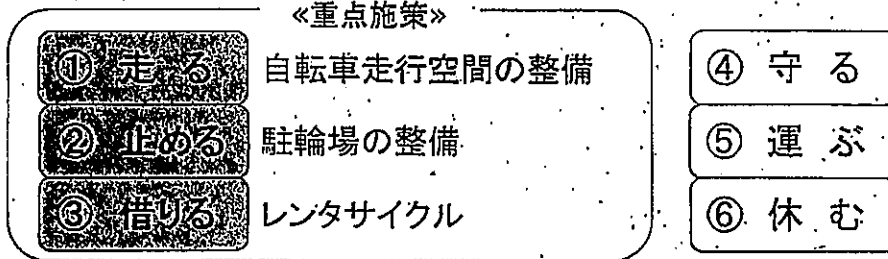 ≪重点施策≫
① 走る 自転車走行空間の整備
② 止める 駐輪場の整備
③ 借りる レンタサイクル
④ 守る
⑤ 運ぶ
⑥ 休む